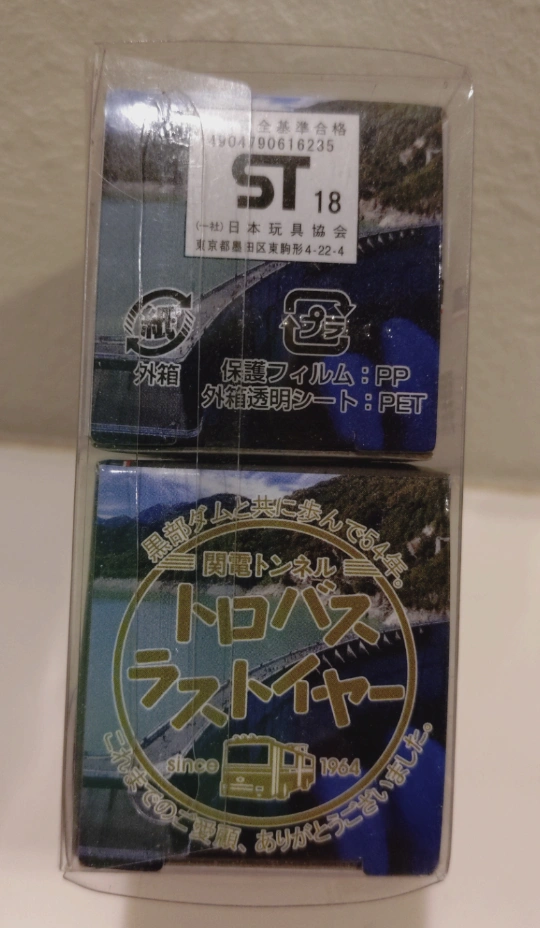 全基準合格
4904790616235
ST 18
(一社)日本玩具協会
東京都墨田区東駒形4-22-4
紙
プラ
外箱
保護フィルム:PP
外箱透明シート:PET
黒部ダムと共に歩んで54年。
関電トンネル
トロバス
ラストイヤー
since 1964
これまでのご愛顧、ありがとうございました。